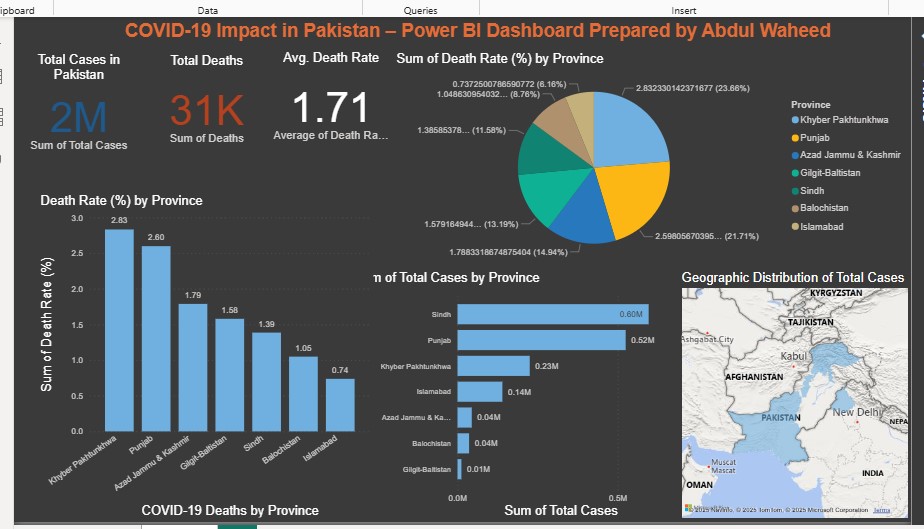 Data
Queries
Insert
COVID-19 Impact in Pakistan – Power BI Dashboard Prepared by Abdul Waheed
Total Cases in
Pakistan
2M
Sum of Total Cases
Total Deaths
31K
Sum of Deaths
Avg. Death Rate
1.71
Average of Death Ra...
Sum of Death Rate (%) by Province
0.7372500786590772 (6.16%)
1.048630954032... (8.76%)
1.38585378... (11.58%)
1.579164944... (13.19%)
1.7883318674875404 (14.94%)
2.59805670395... (21.71%)
2.832330142371677 (23.66%)
Province
Khyber Pakhtunkhwa
Punjab
Azad Jammu & Kashmir
Gilgit-Baltistan
Sindh
Balochistan
Islamabad
Death Rate (%) by Province
Sum of Death Rate (%)
3.0
2.5
2.0
1.5
1.0
0.5
0.0
2.83
2.60
1.79
1.58
1.39
1.05
0.74
Khyber Pakhtunkhwa
Punjab
Azad Jammu & Kashmir
Gilgit-Baltistan
Sindh
Balochistan
Islamabad
COVID-19 Deaths by Province
m of Total Cases by Province
Sindh 0.60M
Punjab 0.52M
Khyber Pakhtunkhwa 0.23M
Islamabad 0.14M
Azad Jammu & Ka... 0.04M
Balochistan 0.04M
Gilgit-Baltistan 0.01M
0.0M 0.5M
Sum of Total Cases
Geographic Distribution of Total Cases
KYRGYZSTAN
TAJIKISTAN
Ashgabat City
Kabul
AFGHANISTAN
PAKISTAN
New Delhi
NEPA
Muscat
Mascat
OMAN
INDIA
© 2025 TomTom, © 2025 Microsoft Corporation Terms